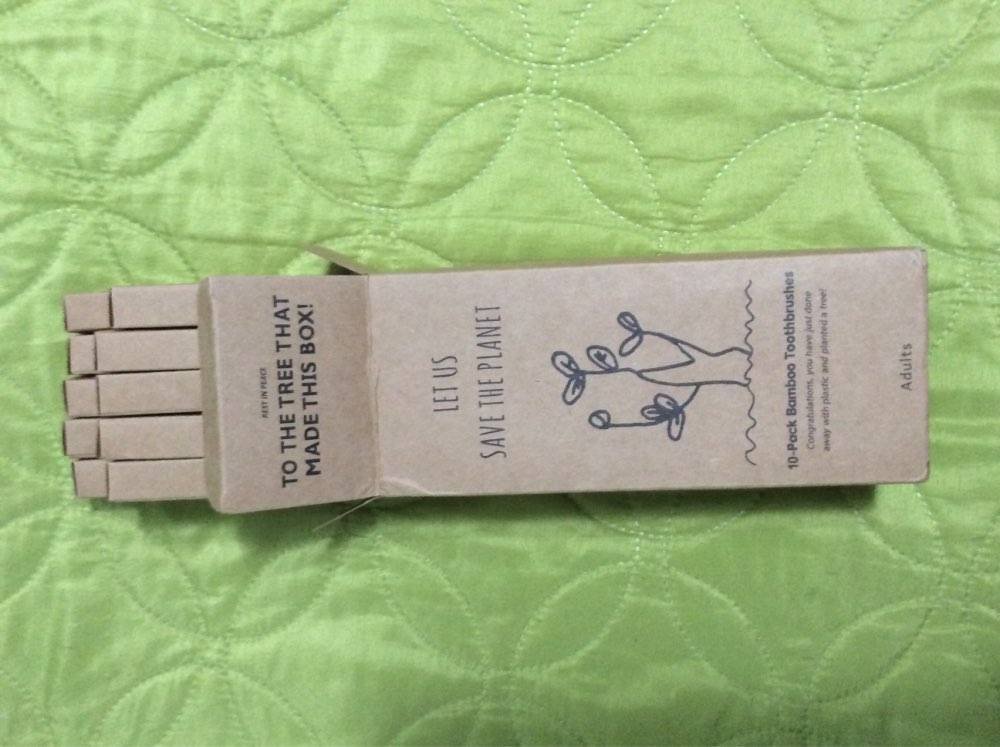 REST IN PEACE
TO THE TREE THAT
MADE THIS BOX!
LET US
SAVE THE PLANET
10-Pack Bamboo Toothbrushes
Congratulations, you have just done
away with plastic and planted a tree!
Adults